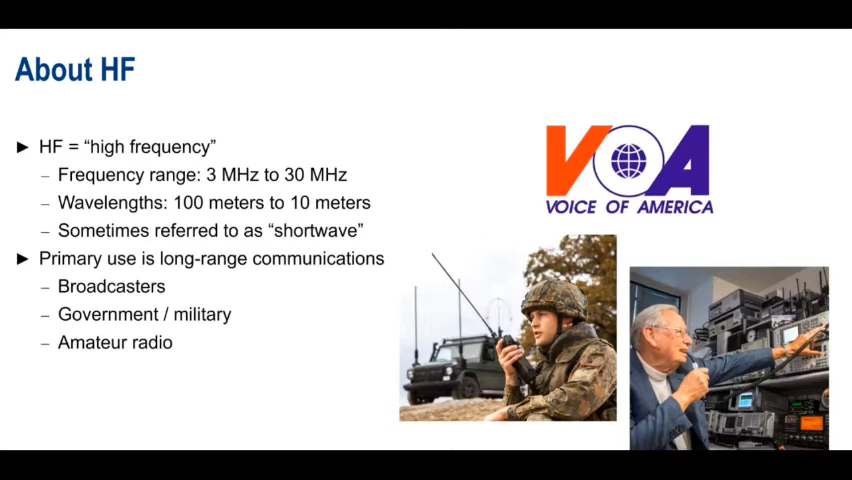 About HF
► HF = “high frequency”
– Frequency range: 3 MHz to 30 MHz
– Wavelengths: 100 meters to 10 meters
– Sometimes referred to as “shortwave”
► Primary use is long-range communications
– Broadcasters
– Government / military
– Amateur radio
VOA
VOICE OF AMERICA